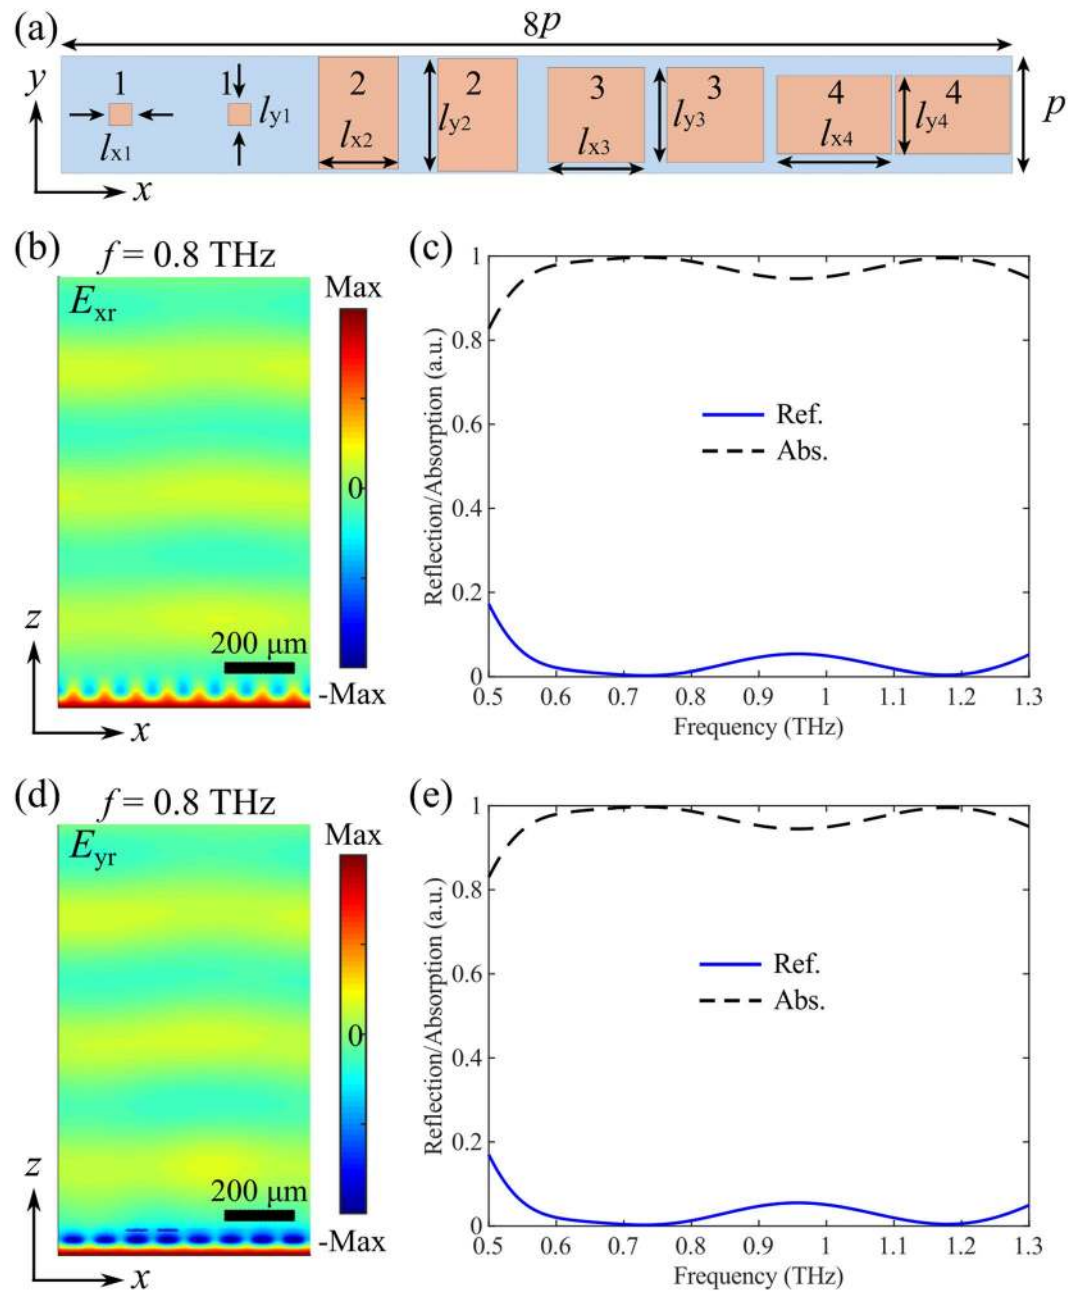 (a)
8p
y
x
p
1
1
2
2
3
3
4
4
lx1
ly1
lx2
ly2
lx3
ly3
lx4
ly4
(b)
f = 0.8 THz
Exr
Max
0
-Max
200 μm
z
x
(c)
Reflection/Absorption (a.u.)
1
0.8
0.6
0.4
0.2
0
Ref.
Abs.
0.5 0.6 0.7 0.8 0.9 1 1.1 1.2 1.3
Frequency (THz)
(d)
f = 0.8 THz
Eyr
Max
0
-Max
200 μm
z
x
(e)
Reflection/Absorption (a.u.)
1
0.8
0.6
0.4
0.2
0
Ref.
Abs.
0.5 0.6 0.7 0.8 0.9 1 1.1 1.2 1.3
Frequency (THz)